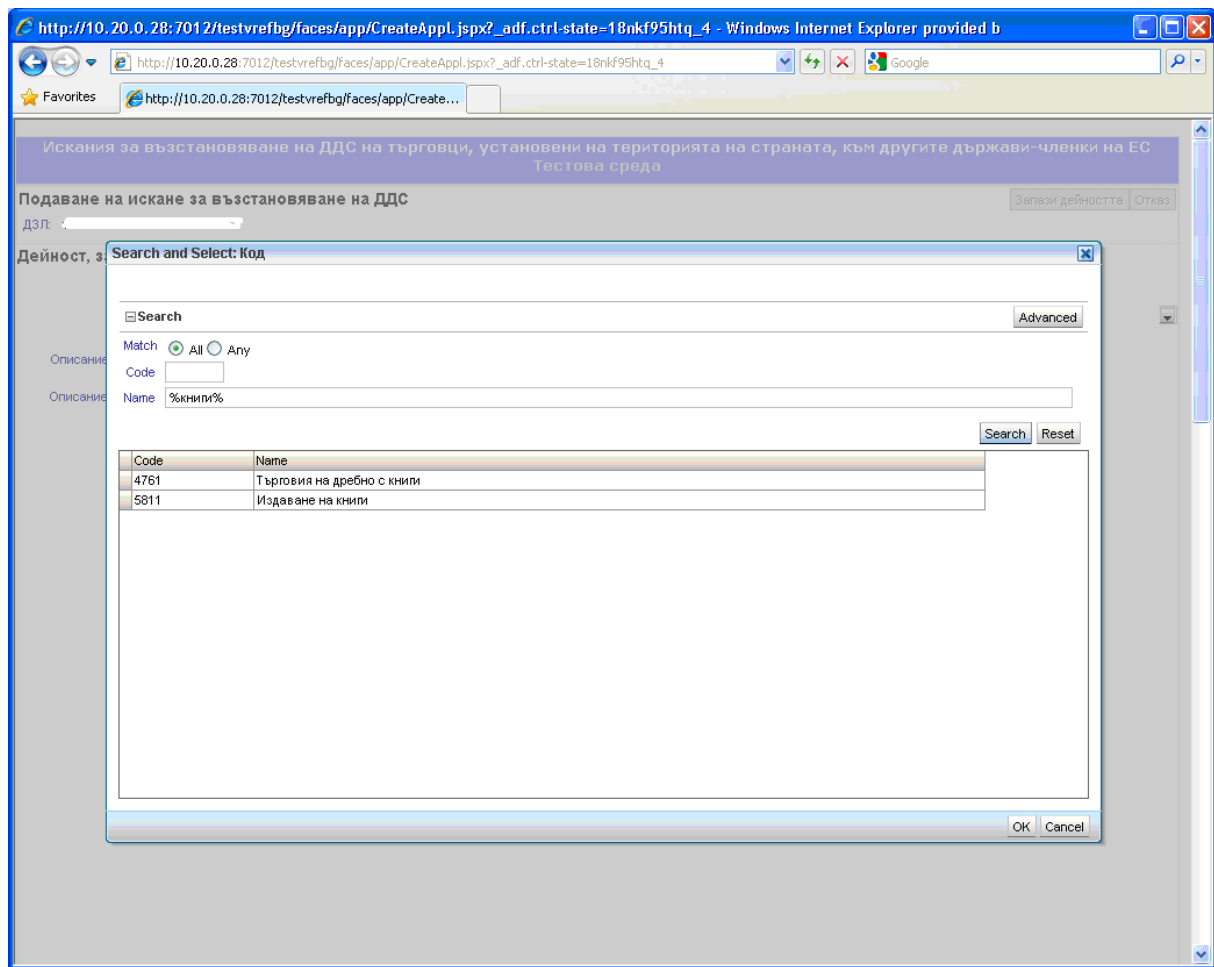 http://10.20.0.28:7012/testvrefbg/faces/app/CreateAppl.jspx?_adf.ctrl-state=18nkf95htq_4 - Windows Internet Explorer provided b
http://10.20.0.28:7012/testvrefbg/faces/app/CreateAppl.jspx?_adf.ctrl-state=18nkf95htq_4
Google
Favorites
http://10.20.0.28:7012/testvrefbg/faces/app/Create...
Искания за възстановяване на ДДС на търговци, установени на територията на страната, към другите държави-членки на ЕС
Тестова среда
Подаване на искане за възстановяване на ДДС
Запази дейността Отказ
ДЗЛ:
Дейност, за
Search and Select: Код
Search
Advanced
Match All Any
Описание
Code
Описание
Name %книги%
Search Reset
Code Name
4761 Търговия на дребно с книги
5811 Издаване на книги
OK Cancel